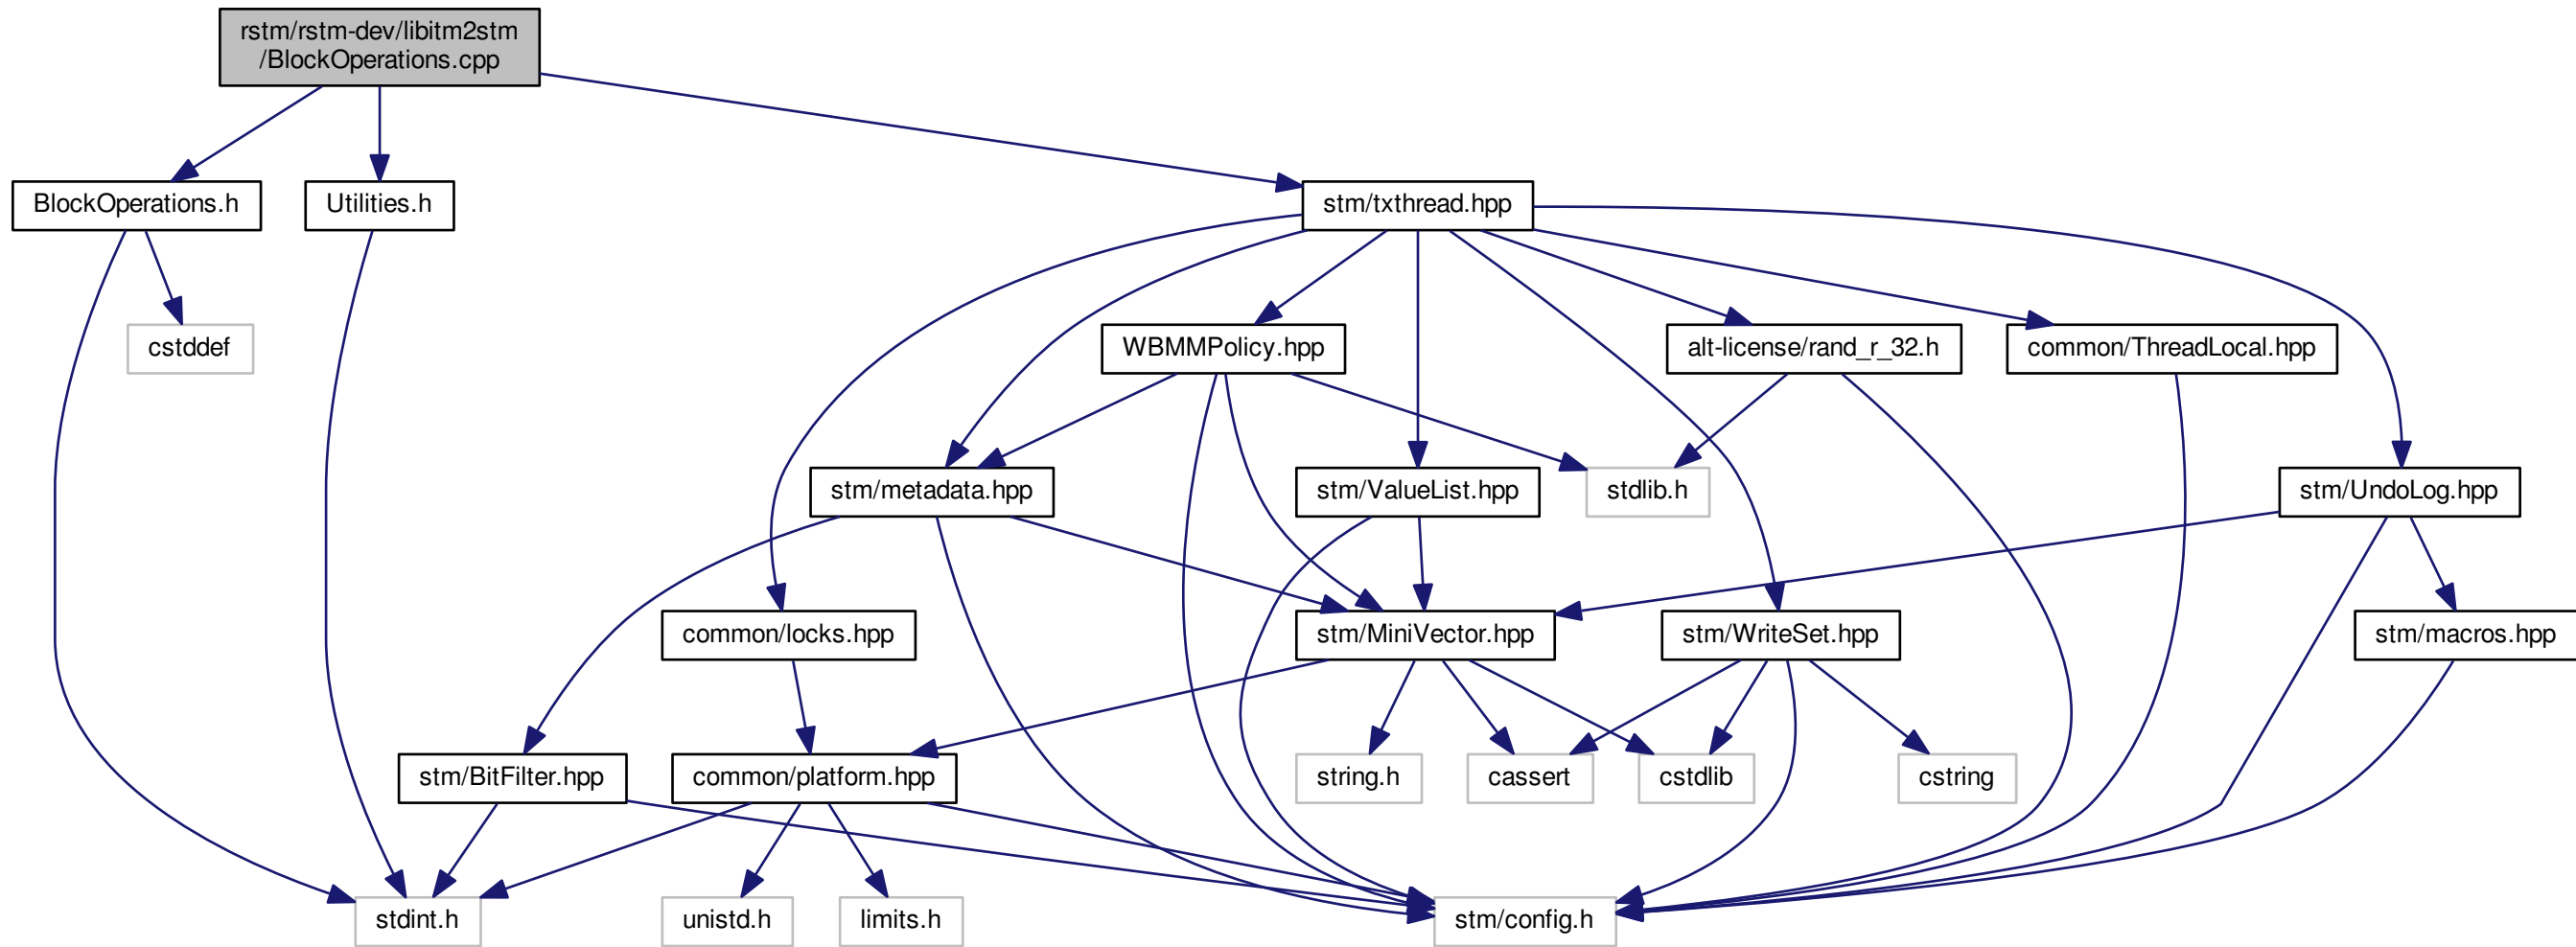 rstm/rstm-dev/libitm2stm
/BlockOperations.cpp
BlockOperations.h
Utilities.h
stm/txthread.hpp
cstddef
WBMMPolicy.hpp
alt-license/rand_r_32.h
common/ThreadLocal.hpp
stm/metadata.hpp
stm/ValueList.hpp
stdlib.h
stm/UndoLog.hpp
common/locks.hpp
stm/MiniVector.hpp
stm/WriteSet.hpp
stm/macros.hpp
stm/BitFilter.hpp
common/platform.hpp
string.h
cassert
cstdlib
cstring
stdint.h
unistd.h
limits.h
stm/config.h